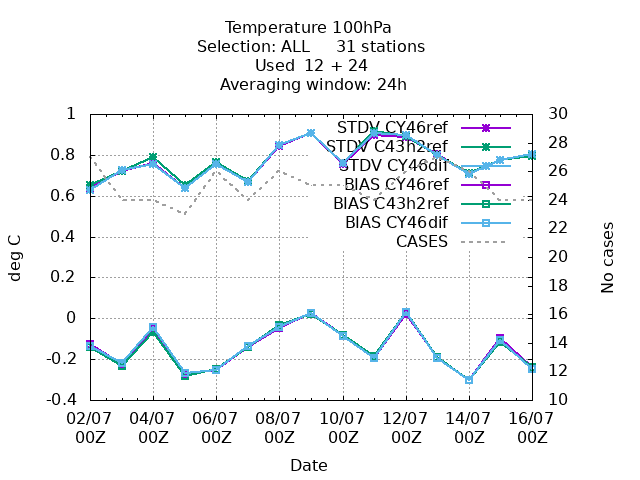 Temperature 100hPa
Selection: ALL     31 stations
Used  12 + 24
Averaging window: 24h
1
0.8
0.6
0.4
0.2
0
-0.2
-0.4
deg C
30
28
26
24
22
20
18
16
14
12
10
No cases
STDV CY46ref
STDV C43h2ref
STDV CY46dif
BIAS CY46ref
BIAS C43h2ref
BIAS CY46dif
CASES
02/07 04/07 06/07 08/07 10/07 12/07 14/07 16/07
00Z 00Z 00Z 00Z 00Z 00Z 00Z 00Z
Date